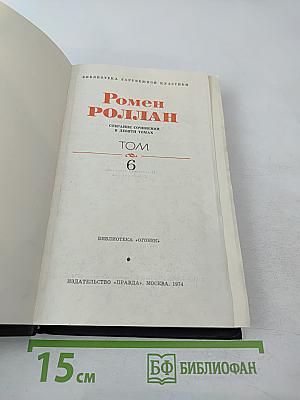 БИБЛИОТЕКА ЗАРУБЕЖНОЙ КЛАССИКИ
Ромен
РОЛЛАН
СОБРАНИЕ СОЧИНЕНИЙ
В ДЕВЯТИ ТОМАХ
ТОМ
6
БИБЛИОТЕКА «ОГОНЕК»
ИЗДАТЕЛЬСТВО «ПРАВДА». МОСКВА. 1974
15 см
БФ БИБЛИОФАН